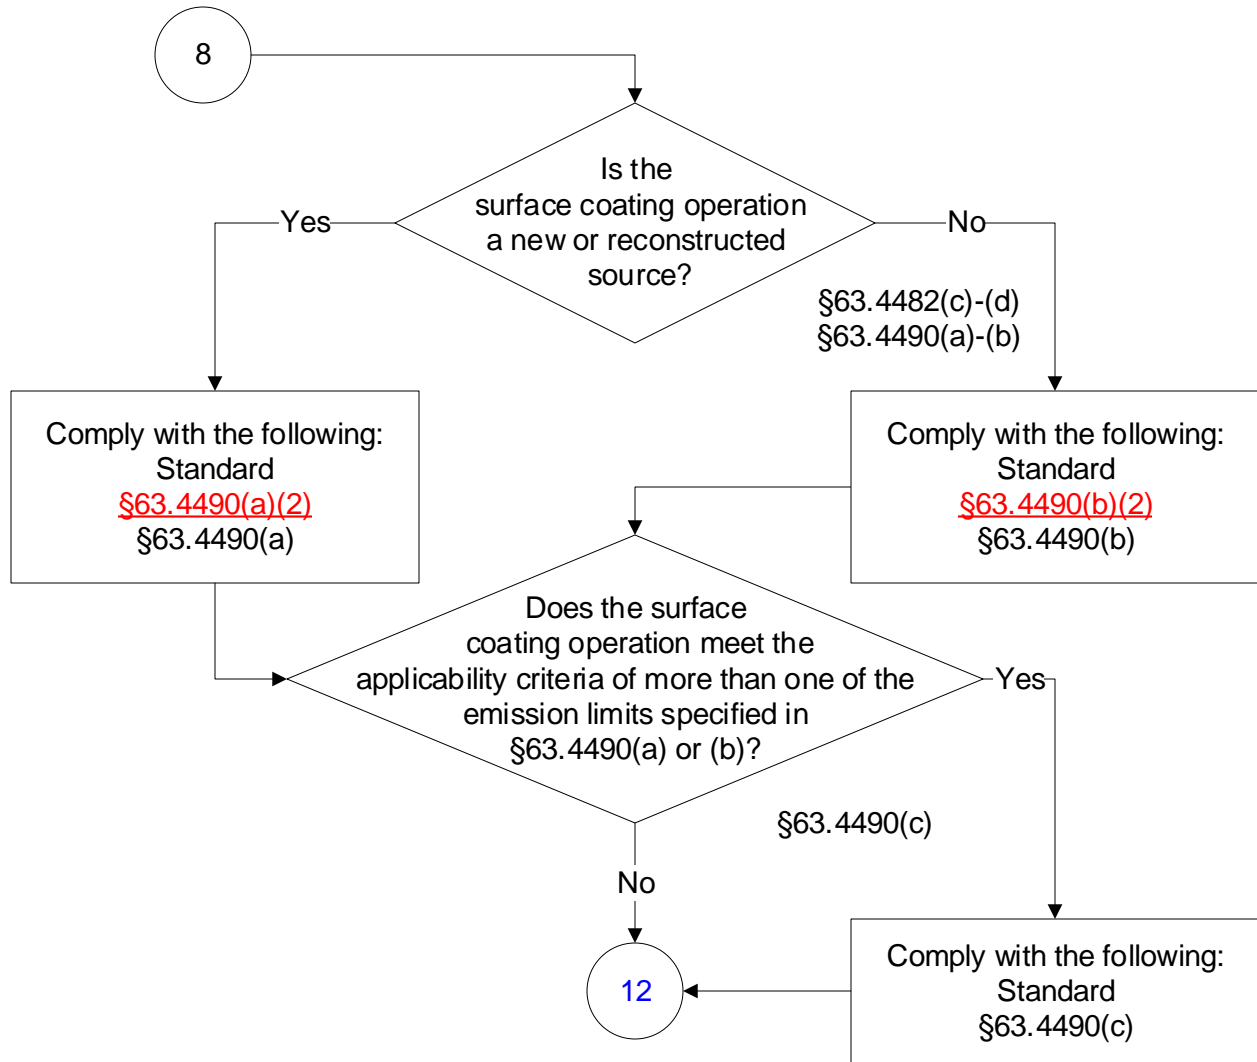 8
Is the
surface coating operation
a new or reconstructed
source?
Yes
No
§63.4482(c)-(d)
§63.4490(a)-(b)
Comply with the following:
Standard
§63.4490(a)(2)
§63.4490(a)
Comply with the following:
Standard
§63.4490(b)(2)
§63.4490(b)
Does the surface
coating operation meet the
applicability criteria of more than one of the
emission limits specified in
§63.4490(a) or (b)?
Yes
§63.4490(c)
No
12
Comply with the following:
Standard
§63.4490(c)